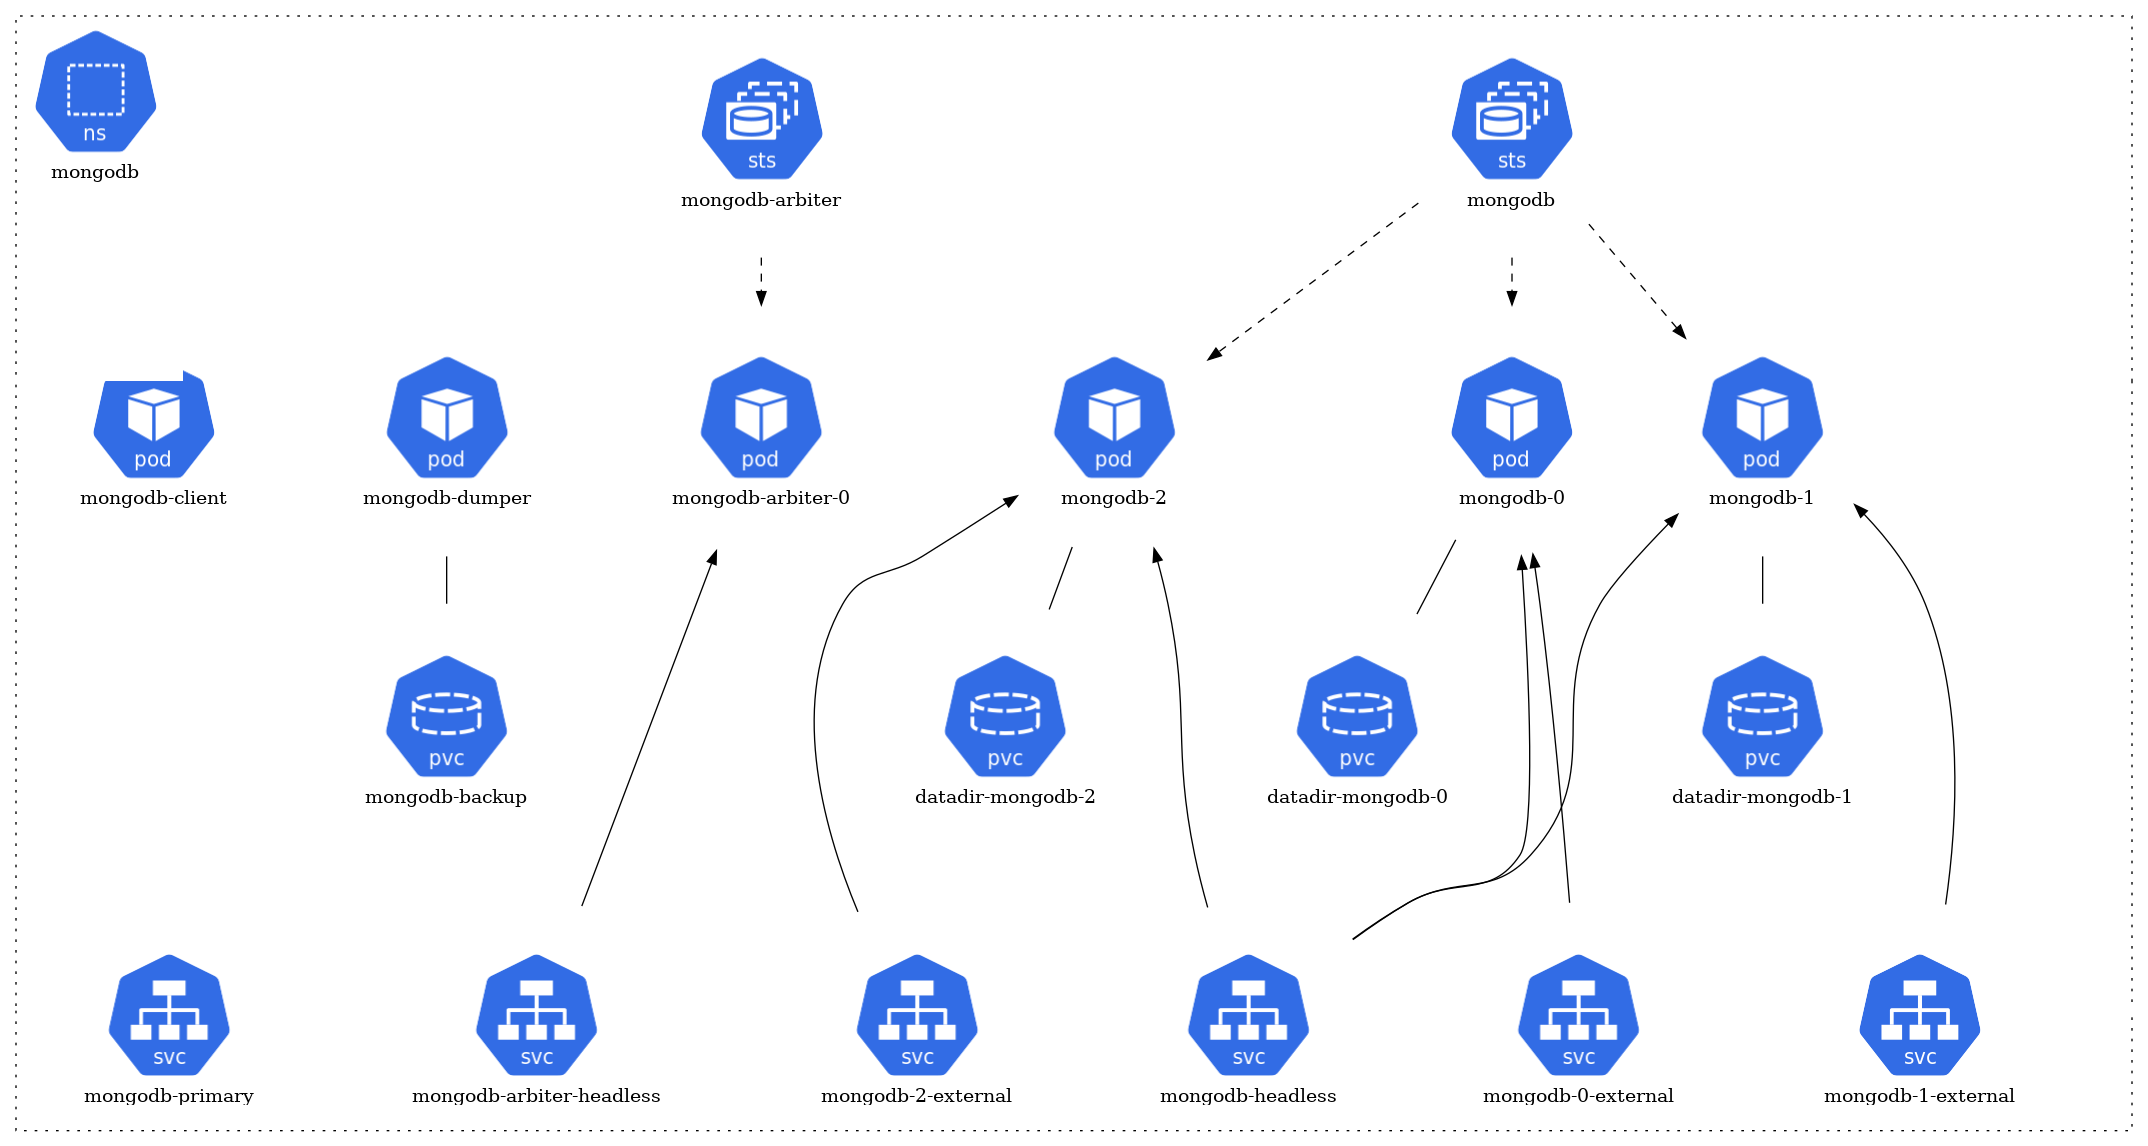 ns
mongodb
sts
mongodb-arbiter
sts
mongodb
pod
mongodb-client
pod
mongodb-dumper
pod
mongodb-arbiter-0
pod
mongodb-2
pod
mongodb-0
pod
mongodb-1
pvc
mongodb-backup
pvc
datadir-mongodb-2
pvc
datadir-mongodb-0
pvc
datadir-mongodb-1
svc
mongodb-primary
svc
mongodb-arbiter-headless
svc
mongodb-2-external
svc
mongodb-headless
svc
mongodb-0-external
svc
mongodb-1-external